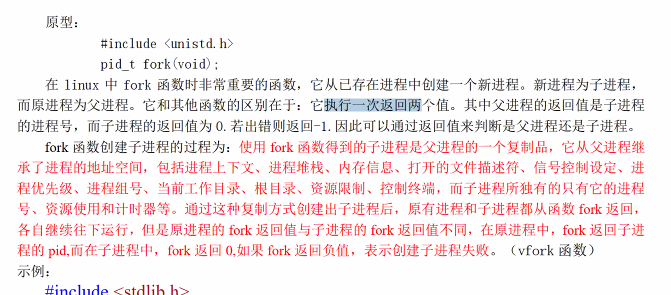 原型：
#include <unistd.h>
pid_t fork(void);
在 linux 中 fork 函数时非常重要的函数，它从已存在进程中创建一个新进程。新进程为子进程，
而原进程为父进程。它和其他函数的区别在于：它执行一次返回两个值。其中父进程的返回值是子进程
的进程号，而子进程的返回值为 0.若出错则返回-1.因此可以通过返回值来判断是父进程还是子进程。
fork 函数创建子进程的过程为：使用 fork 函数得到的子进程是父进程的一个复制品，它从父进程继
承了进程的地址空间，包括进程上下文、进程堆栈、内存信息、打开的文件描述符、信号控制设定、进
程优先级、进程组号、当前工作目录、根目录、资源限制、控制终端，而子进程所独有的只有它的进程
号、资源使用和计时器等。通过这种复制方式创建出子进程后，原有进程和子进程都从函数 fork 返回，
各自继续往下运行，但是原进程的 fork 返回值与子进程的 fork 返回值不同，在原进程中，fork 返回子进
程的 pid,而在子进程中，fork 返回 0,如果 fork 返回负值，表示创建子进程失败。（vfork 函数）
示例：
#include <stdlib.h>